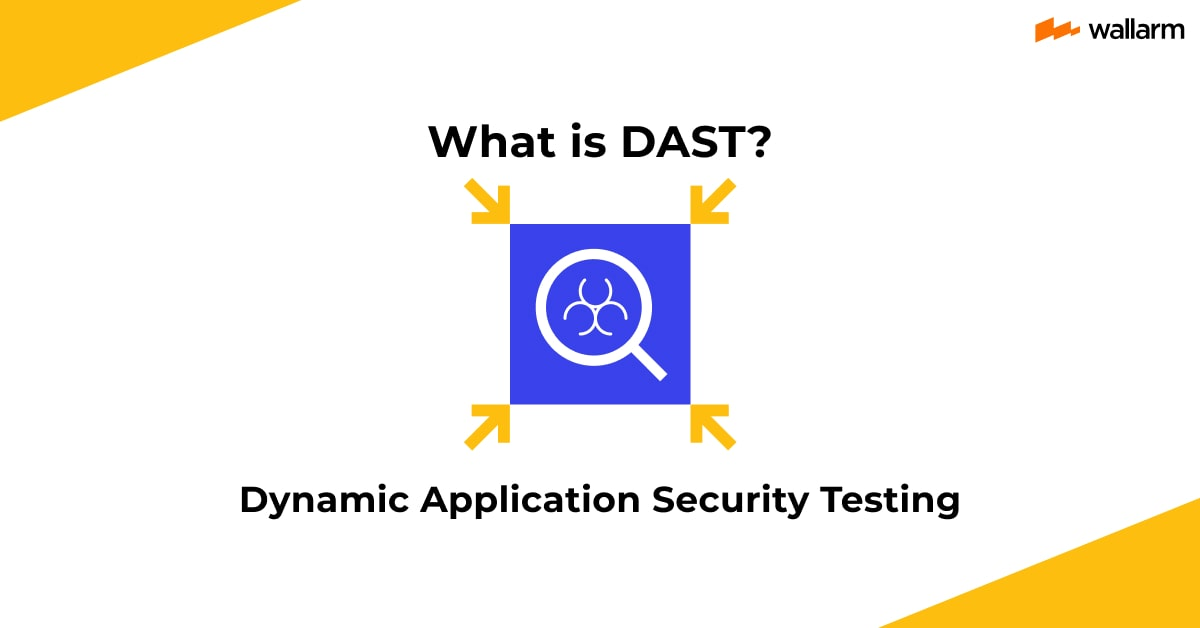 wallarm
What is DAST?
Dynamic Application Security Testing